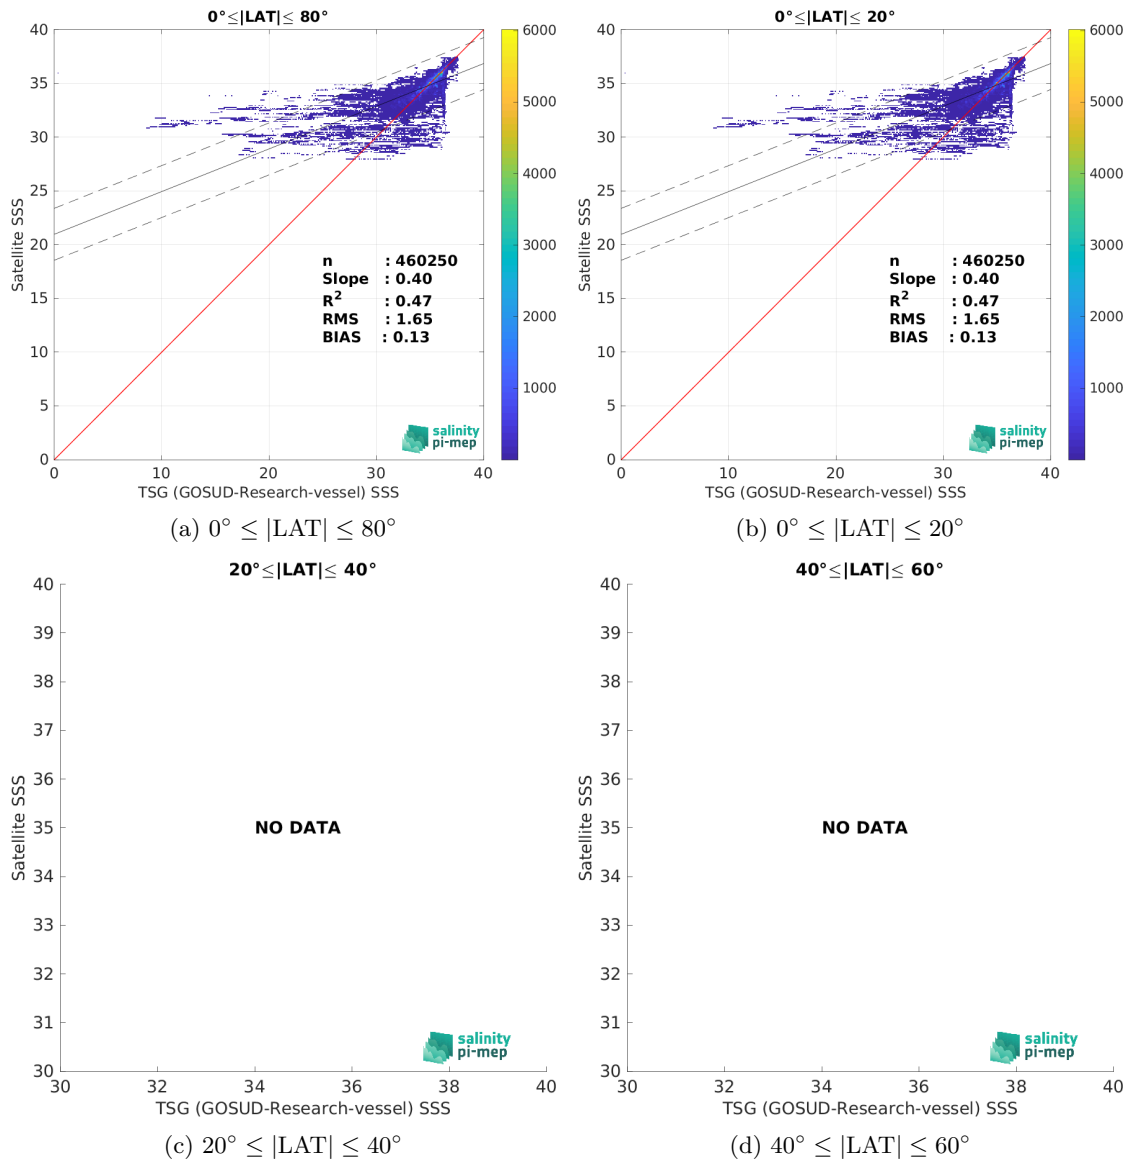 0°≤|LAT|≤ 80°
40
35
30
25
20
15
10
5
0
Satellite SSS
n : 460250
Slope : 0.40
R² : 0.47
RMS : 1.65
BIAS : 0.13
salinity
pi-mep
0 10 20 30 40
TSG (GOSUD-Research-vessel) SSS
6000
5000
4000
3000
2000
1000
(a) 0° ≤ |LAT| ≤ 80°
0°≤|LAT|≤ 20°
40
35
30
25
20
15
10
5
0
Satellite SSS
n : 460250
Slope : 0.40
R² : 0.47
RMS : 1.65
BIAS : 0.13
salinity
pi-mep
0 10 20 30 40
TSG (GOSUD-Research-vessel) SSS
6000
5000
4000
3000
2000
1000
(b) 0° ≤ |LAT| ≤ 20°
20°≤|LAT|≤ 40°
40
39
38
37
36
35
34
33
32
31
30
Satellite SSS
NO DATA
salinity
pi-mep
30 32 34 36 38 40
TSG (GOSUD-Research-vessel) SSS
(c) 20° ≤ |LAT| ≤ 40°
40°≤|LAT|≤ 60°
40
39
38
37
36
35
34
33
32
31
30
Satellite SSS
NO DATA
salinity
pi-mep
30 32 34 36 38 40
TSG (GOSUD-Research-vessel) SSS
(d) 40° ≤ |LAT| ≤ 60°